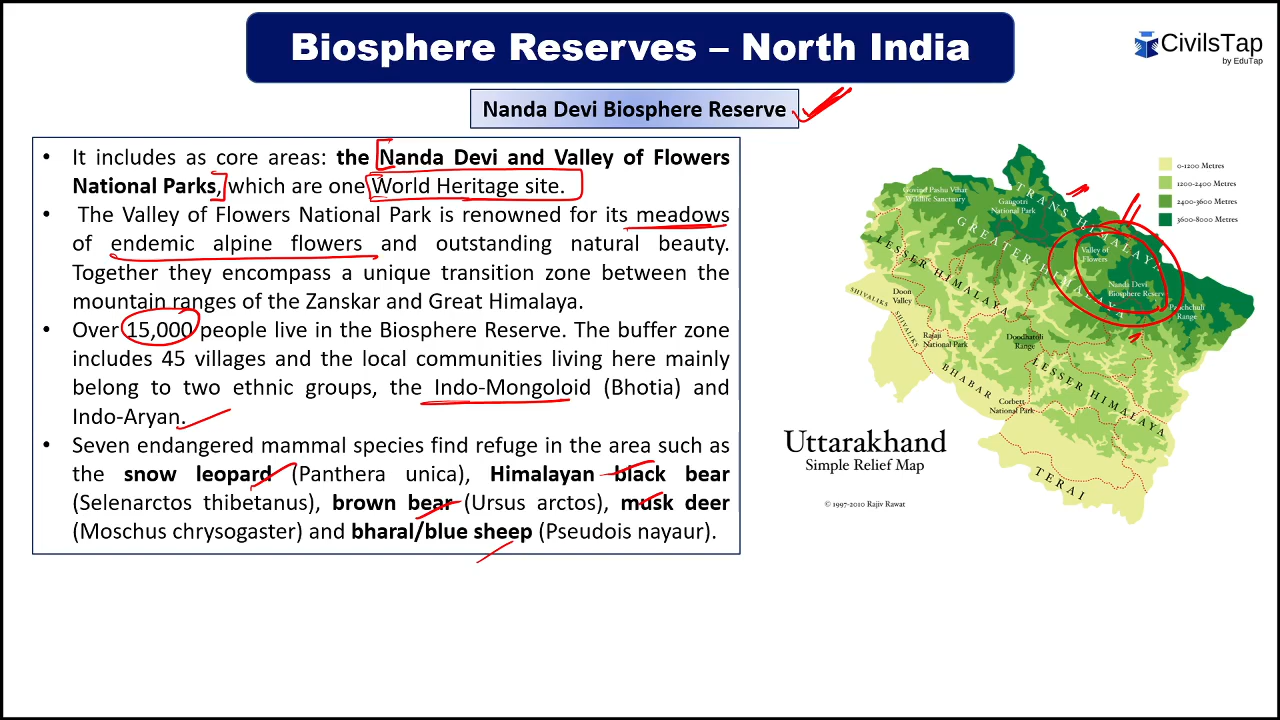 Biosphere Reserves – North India
CivilsTap
by EduTap
Nanda Devi Biosphere Reserve
• It includes as core areas: the Nanda Devi and Valley of Flowers
National Parks, which are one World Heritage site.
• The Valley of Flowers National Park is renowned for its meadows
of endemic alpine flowers and outstanding natural beauty.
Together they encompass a unique transition zone between the
mountain ranges of the Zanskar and Great Himalaya.
• Over 15,000 people live in the Biosphere Reserve. The buffer zone
includes 45 villages and the local communities living here mainly
belong to two ethnic groups, the Indo-Mongoloid (Bhotia) and
Indo-Aryan.
• Seven endangered mammal species find refuge in the area such as
the snow leopard (Panthera unica), Himalayan black bear
(Selenarctos thibetanus), brown bear (Ursus arctos), musk deer
(Moschus chrysogaster) and bharal/blue sheep (Pseudois nayaur).
0-1200 Metres
1200-2400 Metres
2400-3600 Metres
3600-8000 Metres
Govind Pashu Vihar
Wildlife Sanctuary
Gangotri
National Park
TRANS HIMALAYA
GREATER HIMALAYA
LESSER HIMALAYA
Valley of
Flowers
Nanda Devi
Biosphere Reserve
Panchchuli
Range
SHIVALIKS
Doon
Valley
SHIVALIKS
Rajaji
National Park
Doodhatoli
Range
BHABAR
LESSER HIMALAYA
Corbett
National Park
TERAI
Uttarakhand
Simple Relief Map
© 1997-2010 Rajiv Rawat